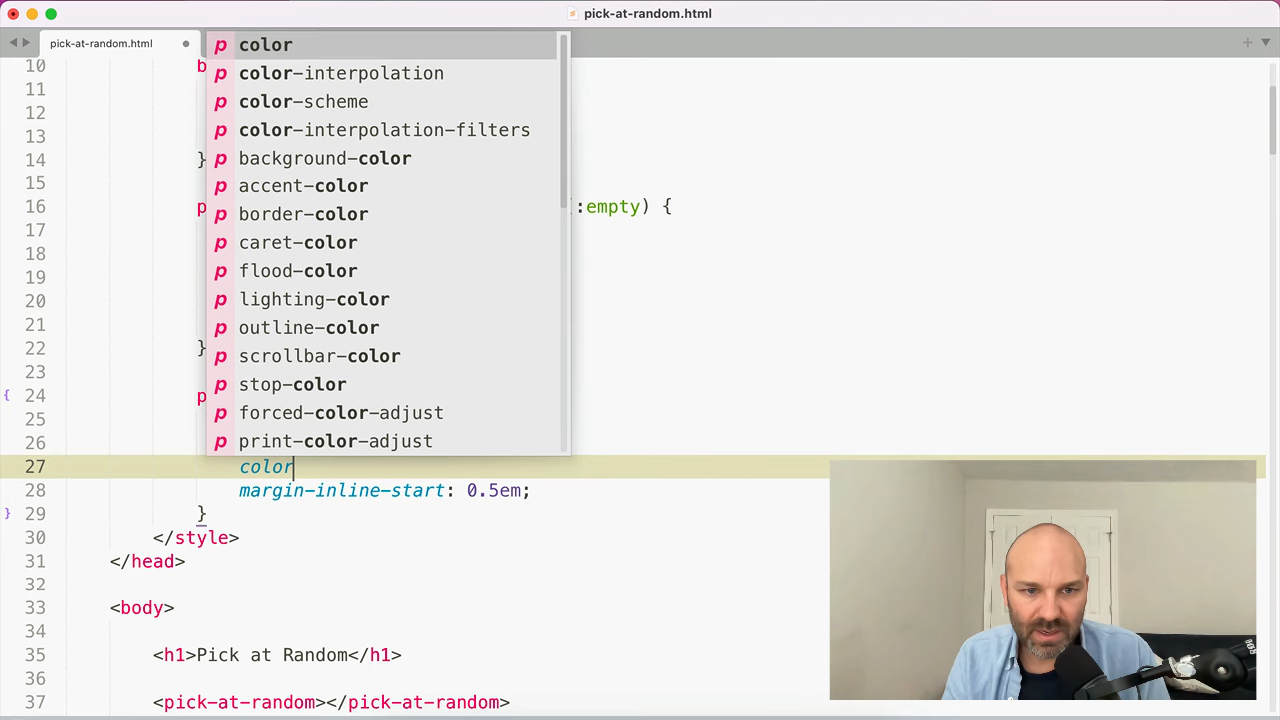 pick-at-random.html
pick-at-random.html
p color
p color-interpolation
p color-scheme
p color-interpolation-filters
p background-color
p accent-color
p border-color
p caret-color
p flood-color
p lighting-color
p outline-color
p scrollbar-color
p stop-color
p forced-color-adjust
p print-color-adjust
10 b
11
12
13
14 }
15
16 p (:empty) {
17
18
19
20
21
22 }
23
{ 24 p
25
26
27 color
28 margin-inline-start: 0.5em;
} 29 }
30 </style>
31 </head>
32
33 <body>
34
35 <h1>Pick at Random</h1>
36
37 <pick-at-random></pick-at-random>